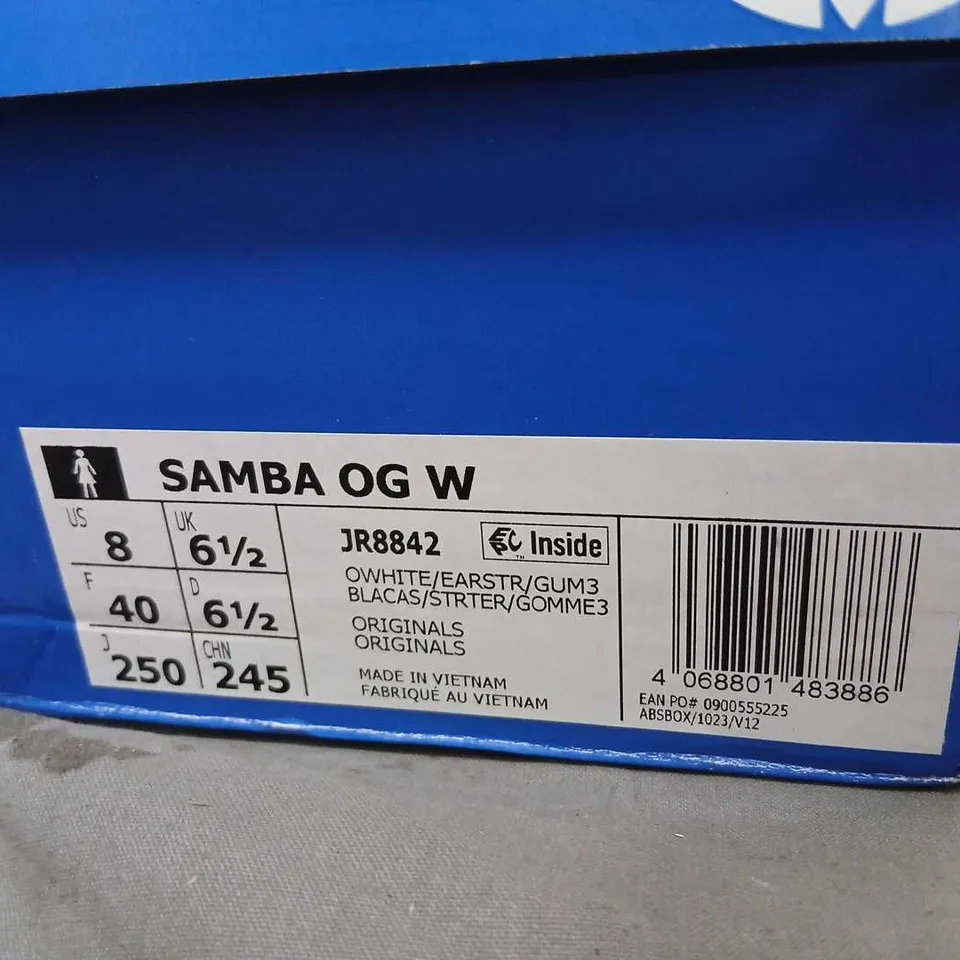 SAMBA OG W
US 8 UK 6½
F 40 D 6½
J 250 CHN 245
JR8842 Inside
OWHITE/EARSTR/GUM3
BLACAS/STRTER/GOMME3
ORIGINALS
ORIGINALS
MADE IN VIETNAM
FABRIQUÉ AU VIETNAM
4 068801 483886
EAN PO# 0900555225
ABSBOX/1023/V12